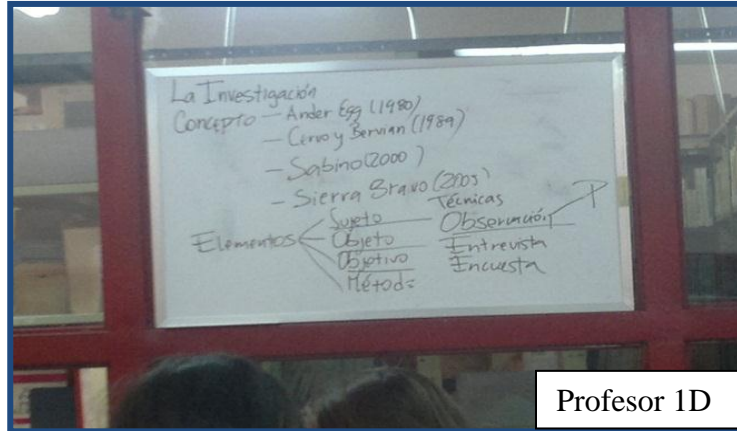 La Investigación
Concepto — Ander Egg (1980)
— Cervo y Bervian (1989)
— Sabino (2000)
— Sierra Bravo (2005)
Elementos
Sujeto
Objeto
Objetivo
Método
Técnicas
Observación
Entrevista
Encuesta
Profesor 1D